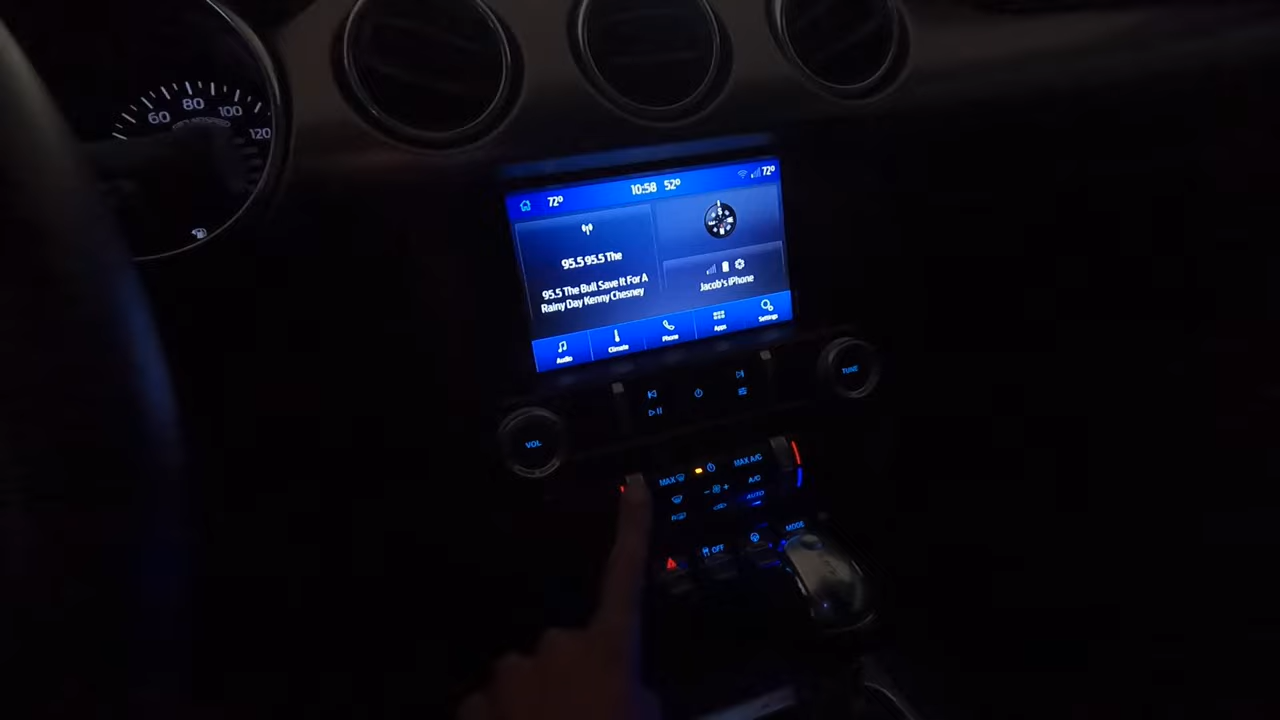 60 80 100 120
72° 10:58 52° 72°
95.5 95.5 The
95.5 The Bull Save It For A
Rainy Day Kenny Chesney
Jacob's iPhone
Audio Climate Phone Apps Settings
VOL
TUNE
MAX
MAX A/C
A/C
AUTO
OFF
MODE